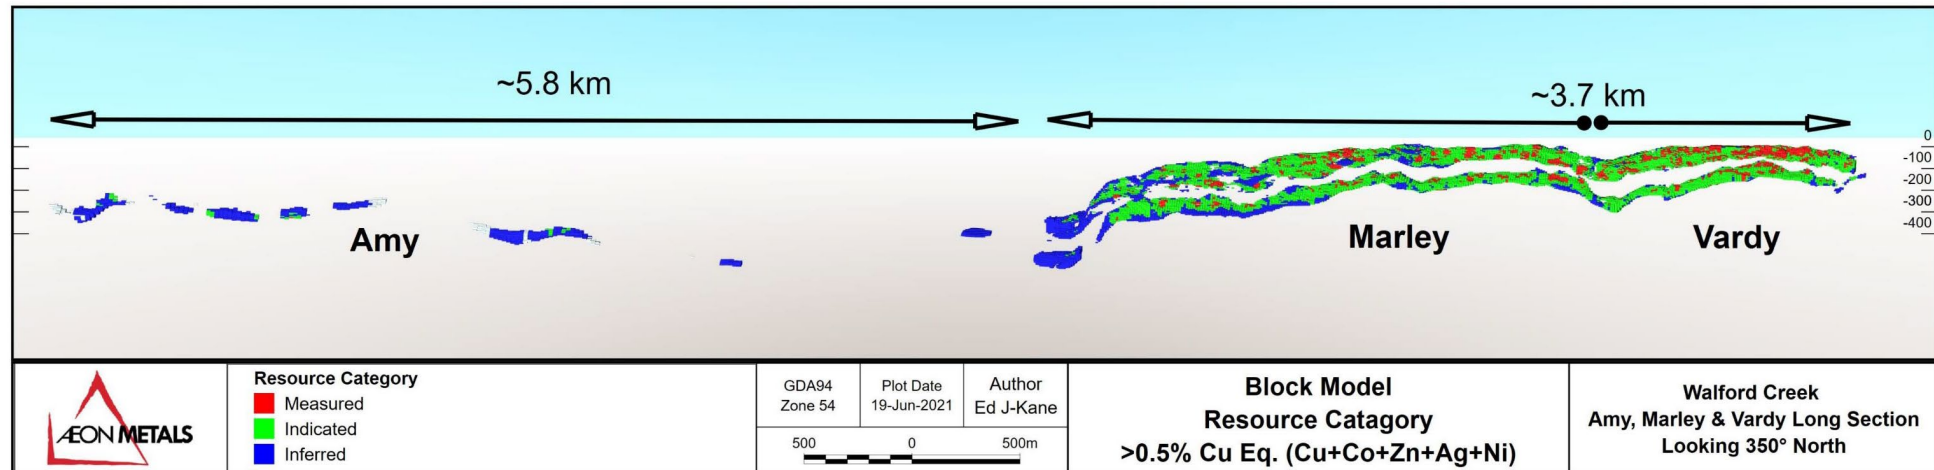 ~5.8 km
~3.7 km
0
-100
-200
-300
-400
Amy
Marley
Vardy
ÆON METALS
Resource Category
Measured
Indicated
Inferred
GDA94
Zone 54
Plot Date
19-Jun-2021
Author
Ed J-Kane
500 0 500m
Block Model
Resource Catagory
>0.5% Cu Eq. (Cu+Co+Zn+Ag+Ni)
Walford Creek
Amy, Marley & Vardy Long Section
Looking 350° North